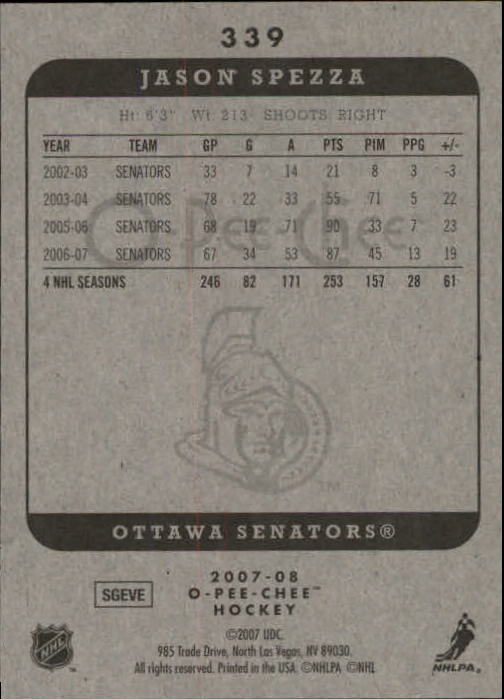 339
JASON SPEZZA
Ht: 6'3" Wt: 213 SHOOTS: RIGHT
YEAR TEAM GP G A PTS PIM PPG +/-
2002-03 SENATORS 33 7 14 21 8 3 -3
2003-04 SENATORS 78 22 33 55 71 5 22
2005-06 SENATORS 68 19 71 90 33 7 23
2006-07 SENATORS 67 34 53 87 45 13 19
4 NHL SEASONS 246 82 171 253 157 28 61
O-Pee-Chee
TM
OTTAWA SENATORS®
SGEVE
2007-08
O-PEE-CHEE™
HOCKEY
©2007 UDC.
985 Trade Drive, North Las Vegas, NV 89030.
All rights reserved. Printed in the USA. ©NHLPA ©NHL
NHL
NHLPA